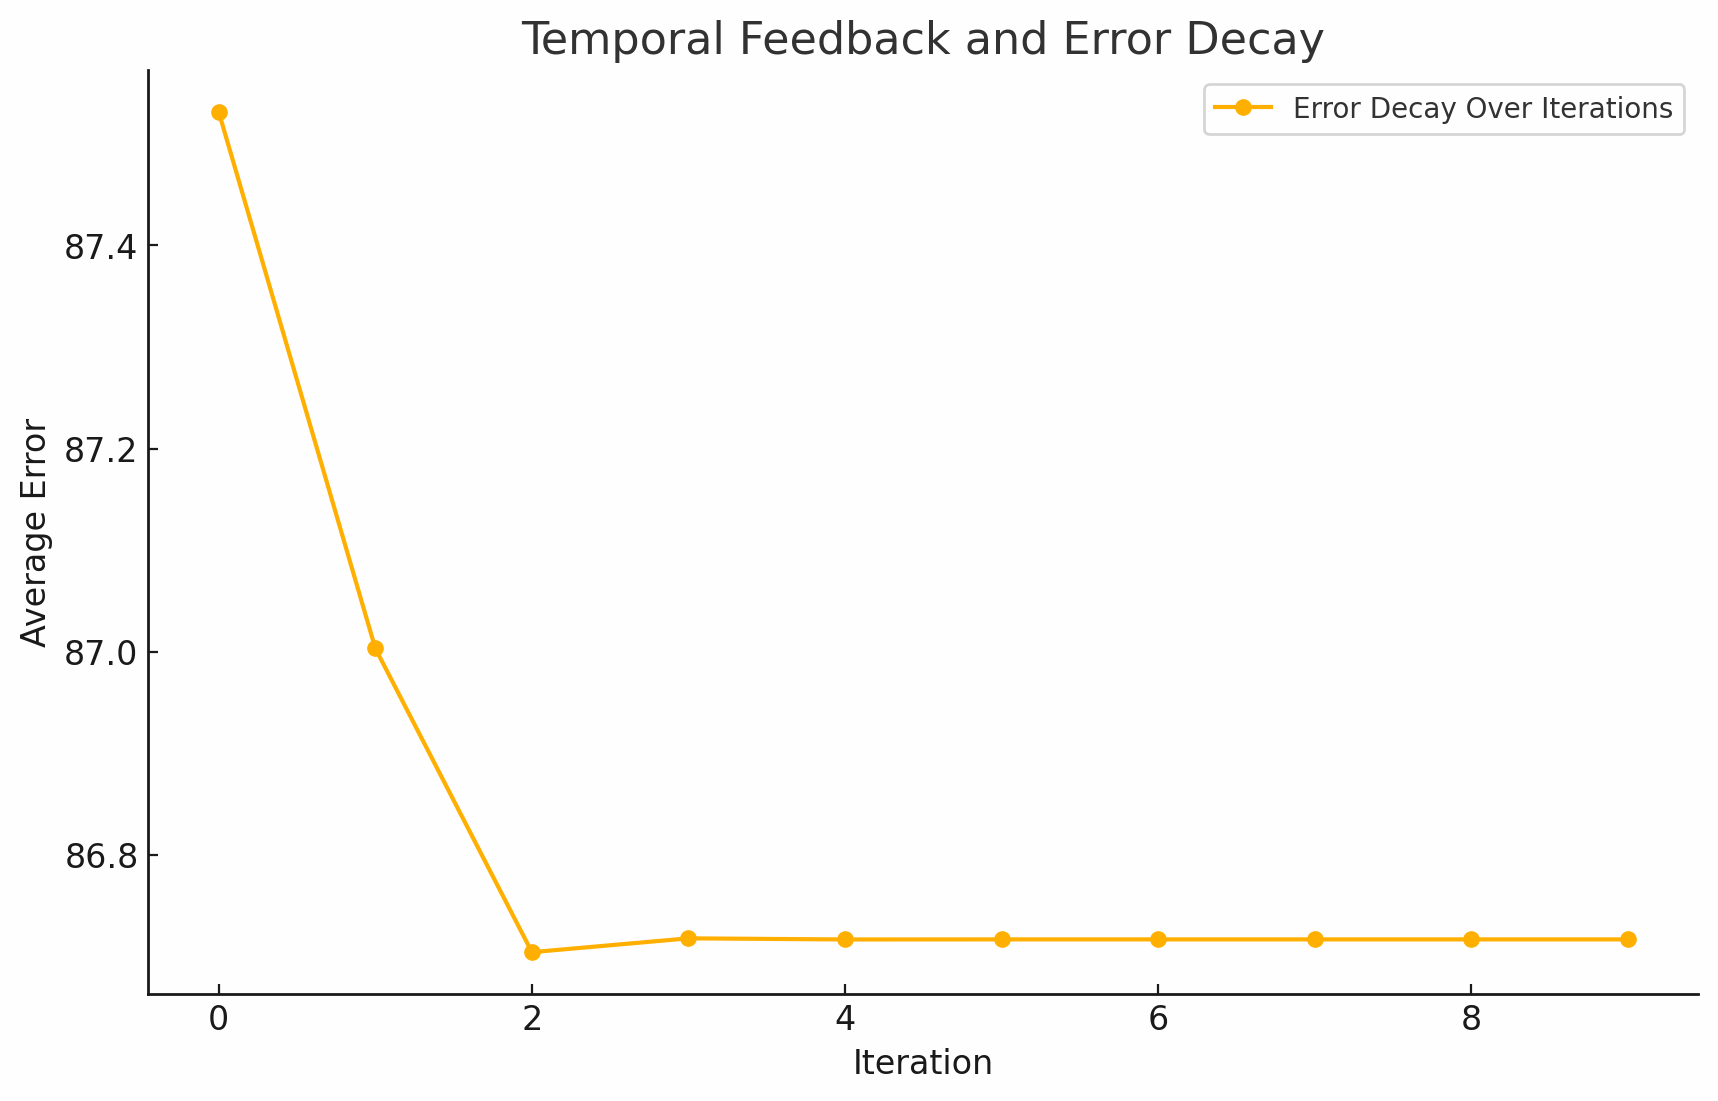 Temporal Feedback and Error Decay
Error Decay Over Iterations
Average Error
87.4
87.2
87.0
86.8
0 2 4 6 8
Iteration